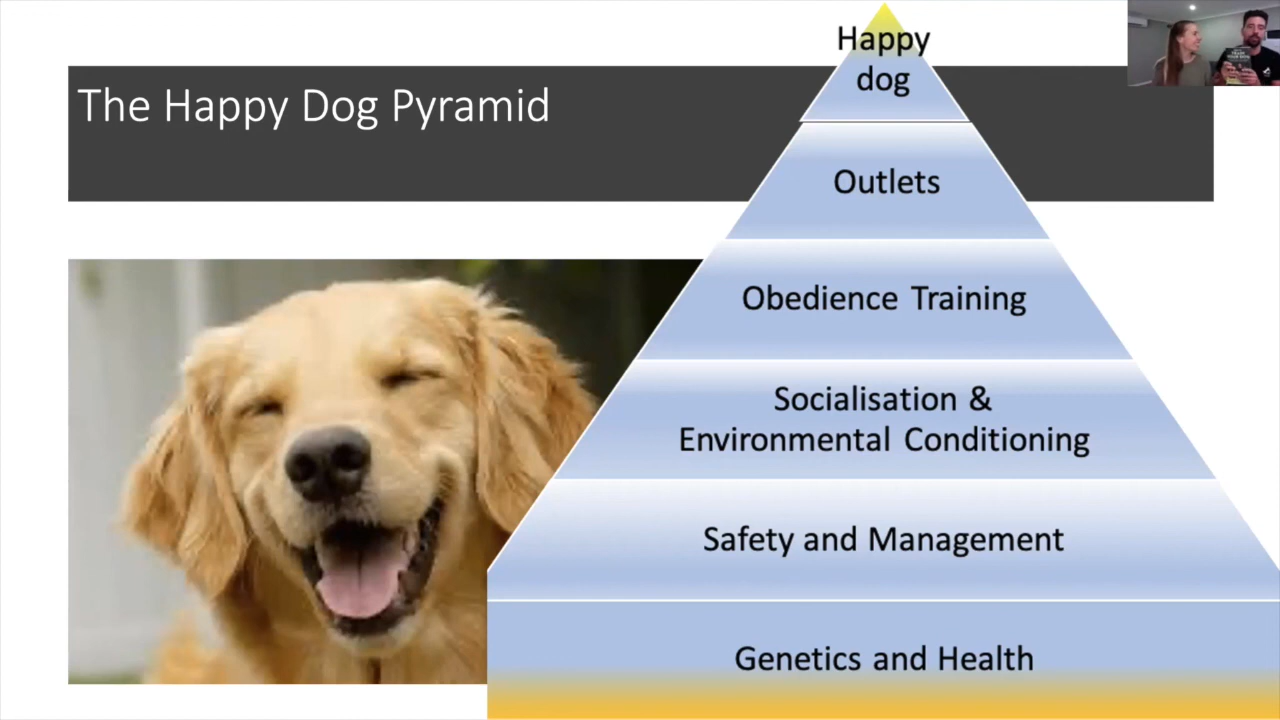 The Happy Dog Pyramid
Happy
dog
Outlets
Obedience Training
Socialisation &
Environmental Conditioning
Safety and Management
Genetics and Health